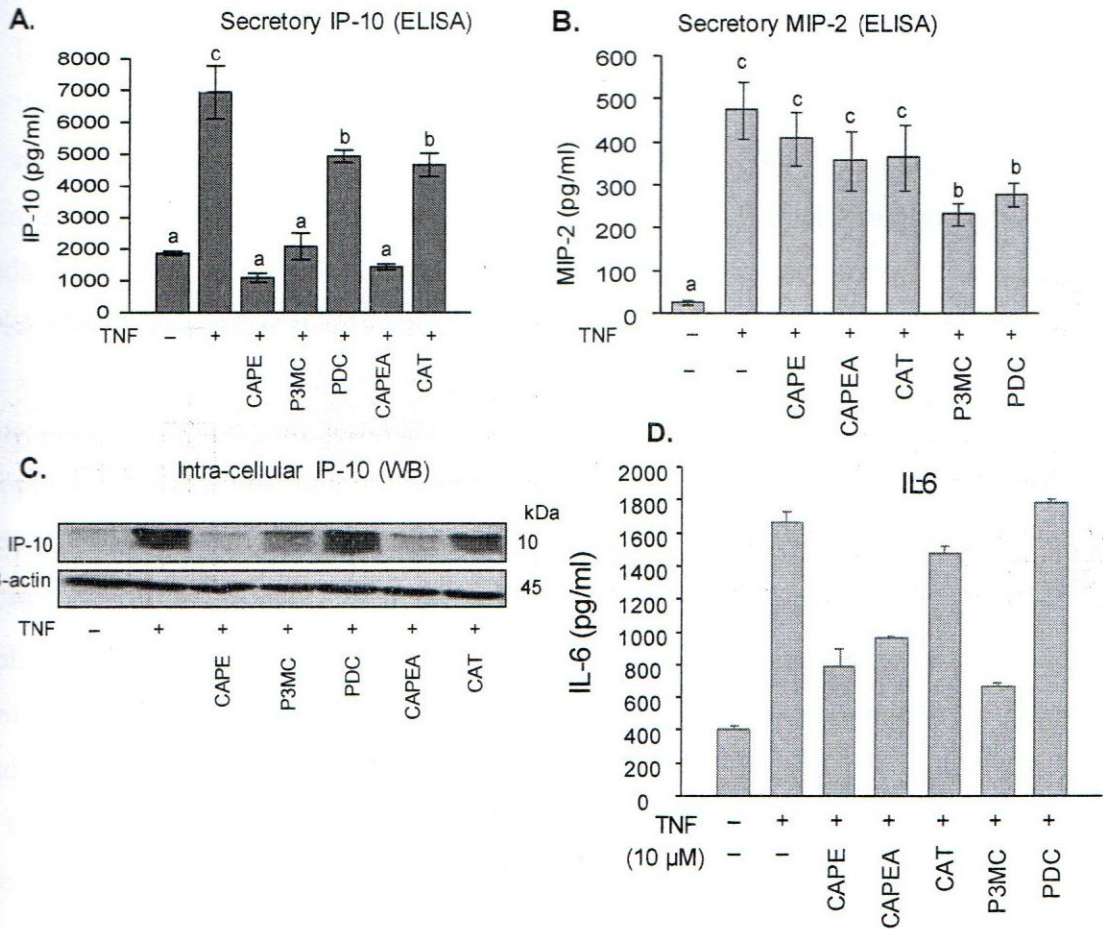 A.
Secretory IP-10 (ELISA)
IP-10 (pg/ml)
8000
7000
6000
5000
4000
3000
2000
1000
0
a
c
a
a
b
a
b
TNF – + + + + + +
CAPE
P3MC
PDC
CAPEA
CAT
B.
Secretory MIP-2 (ELISA)
MIP-2 (pg/ml)
600
500
400
300
200
100
0
a
c
c
c
c
b
b
TNF – + + + + + +
– –
CAPE
CAPEA
CAT
P3MC
PDC
C.
Intra-cellular IP-10 (WB)
kDa
IP-10
10
-actin
45
TNF – + + + + + +
CAPE
P3MC
PDC
CAPEA
CAT
D.
IL-6
IL-6 (pg/ml)
2000
1800
1600
1400
1200
1000
800
600
400
200
0
TNF – + + + + + +
(10 µM) – –
CAPE
CAPEA
CAT
P3MC
PDC